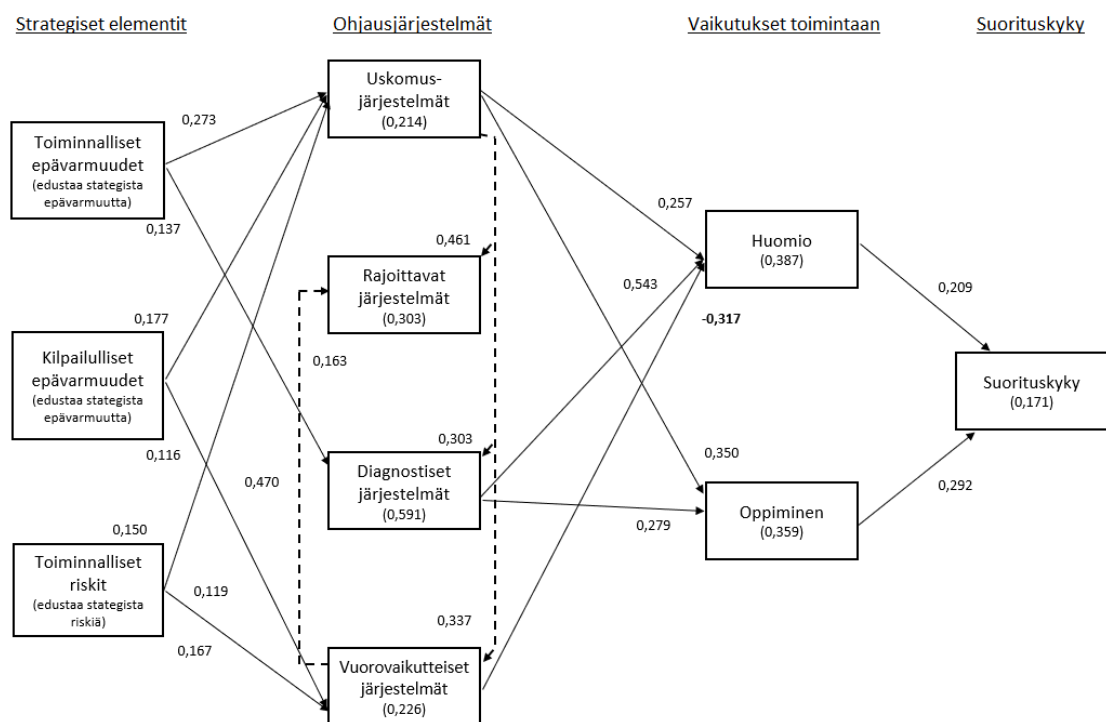 Strategiset elementit
Ohjausjärjestelmät
Vaikutukset toimintaan
Suorituskyky
Toiminnalliset
epävarmuudet
(edustaa stategista
epävarmuutta)
Kilpailulliset
epävarmuudet
(edustaa stategista
epävarmuutta)
Toiminnalliset
riskit
(edustaa stategista
riskiä)
0,273
0,137
0,177
0,116
0,150
0,119
0,167
Uskomus-
järjestelmät
(0,214)
0,461
Rajoittavat
järjestelmät
(0,303)
0,163
0,470
0,303
Diagnostiset
järjestelmät
(0,591)
0,337
Vuorovaikutteiset
järjestelmät
(0,226)
0,257
0,543
-0,317
0,350
0,279
Huomio
(0,387)
Oppiminen
(0,359)
0,209
0,292
Suorituskyky
(0,171)